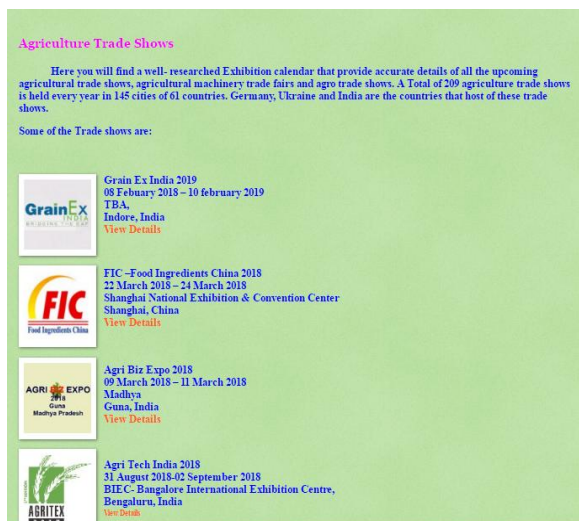 Agriculture Trade Shows
Here you will find a well- researched Exhibition calendar that provide accurate details of all the upcoming
agricultural trade shows, agricultural machinery trade fairs and agro trade shows. A Total of 209 agriculture trade shows
is held every year in 145 cities of 61 countries. Germany, Ukraine and India are the countries that host of these trade
shows.
Some of the Trade shows are:
GrainEx
INDIA
BRIDGING THE GAP
Grain Ex India 2019
08 Febuary 2018 – 10 february 2019
TBA,
Indore, India
View Details
FIC
Food Ingredients China
FIC –Food Ingredients China 2018
22 March 2018 – 24 March 2018
Shanghai National Exhibition & Convention Center
Shanghai, China
View Details
AGRI BIZ EXPO
2018
Guna
Madhya Pradesh
Agri Biz Expo 2018
09 March 2018 – 11 March 2018
Madhya
Guna, India
View Details
AGRITEX
Agri Tech India 2018
31 August 2018-02 September 2018
BIEC- Bangalore International Exhibition Centre,
Bengaluru, India
View Details